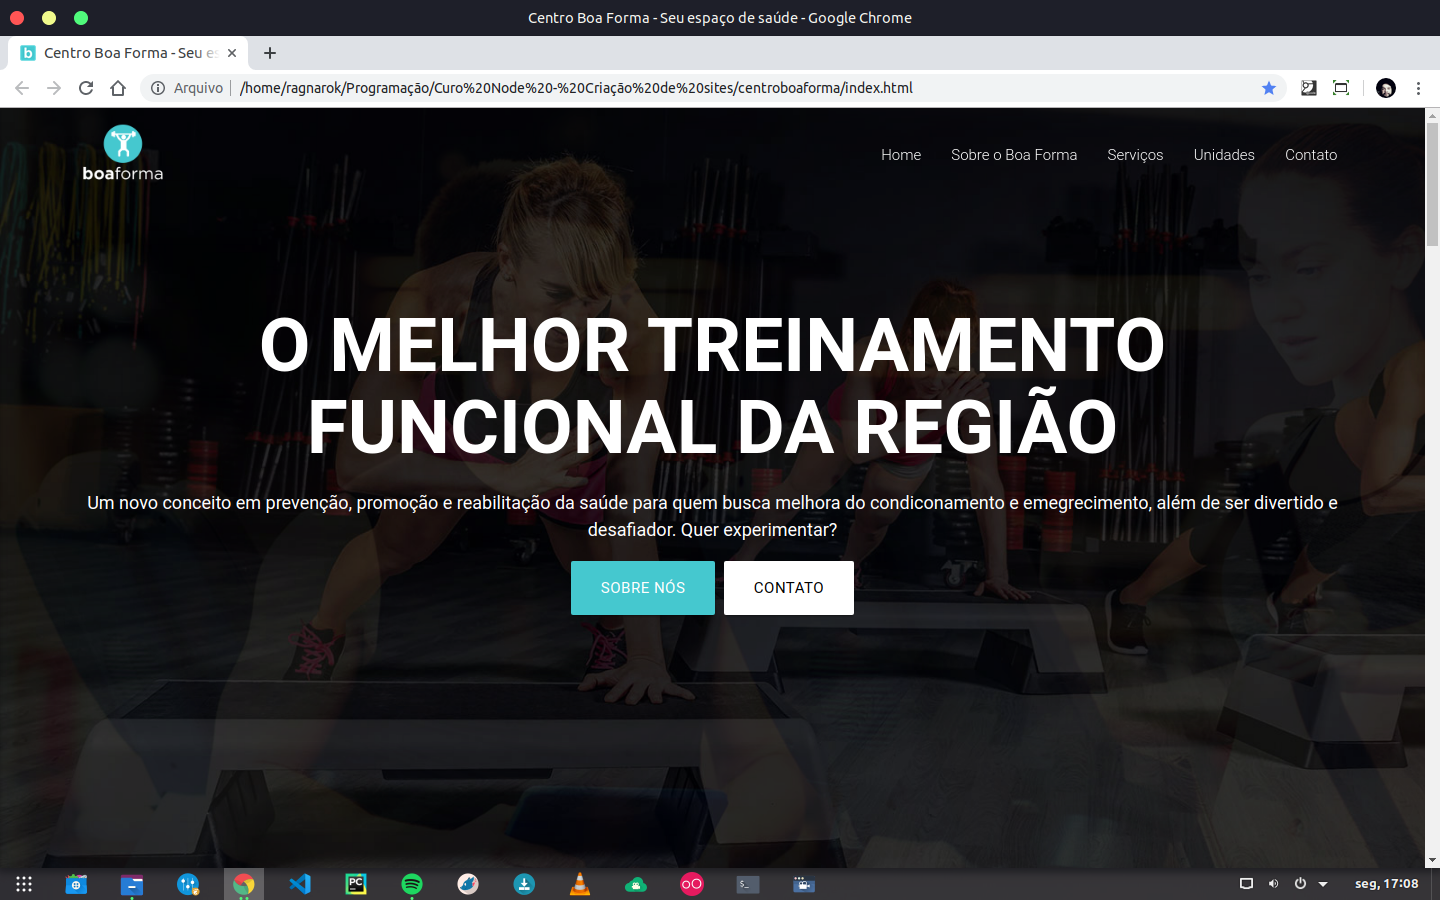 Centro Boa Forma - Seu espaço de saúde - Google Chrome
b Centro Boa Forma - Seu es
Arquivo /home/ragnarok/Programação/Curo%20Node%20-%20Criação%20de%20sites/centroboaforma/index.html
boaforma
Home Sobre o Boa Forma Serviços Unidades Contato
O MELHOR TREINAMENTO
FUNCIONAL DA REGIÃO
Um novo conceito em prevenção, promoção e reabilitação da saúde para quem busca melhora do condiconamento e emegrecimento, além de ser divertido e
desafiador. Quer experimentar?
SOBRE NÓS CONTATO
PC
seg, 17:08